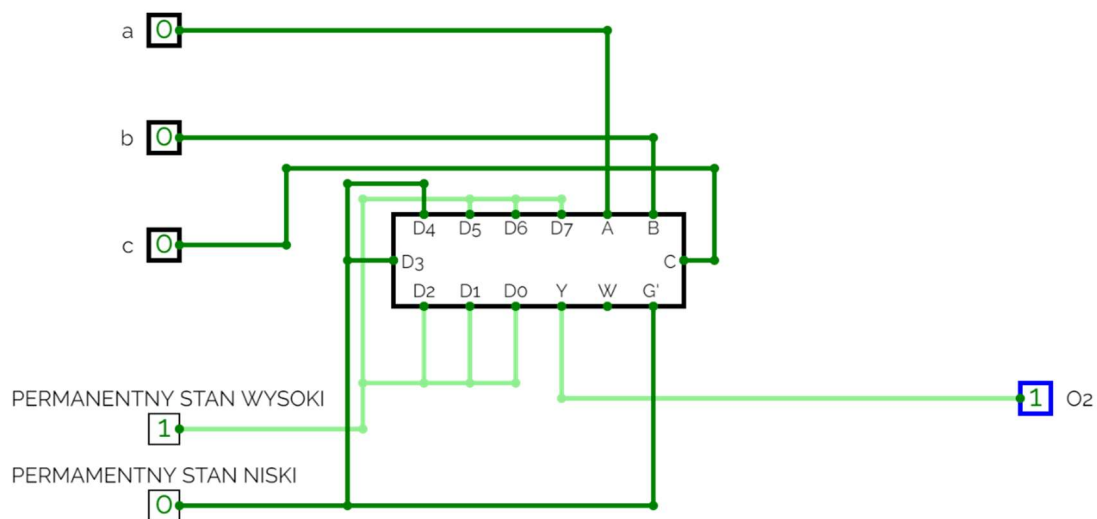 a 0
b 0
c 0
D4 D5 D6 D7 A B
D3 C
D2 D1 D0 Y W G'
PERMANENTNY STAN WYSOKI
1
1 O2
PERMAMENTNY STAN NISKI
0